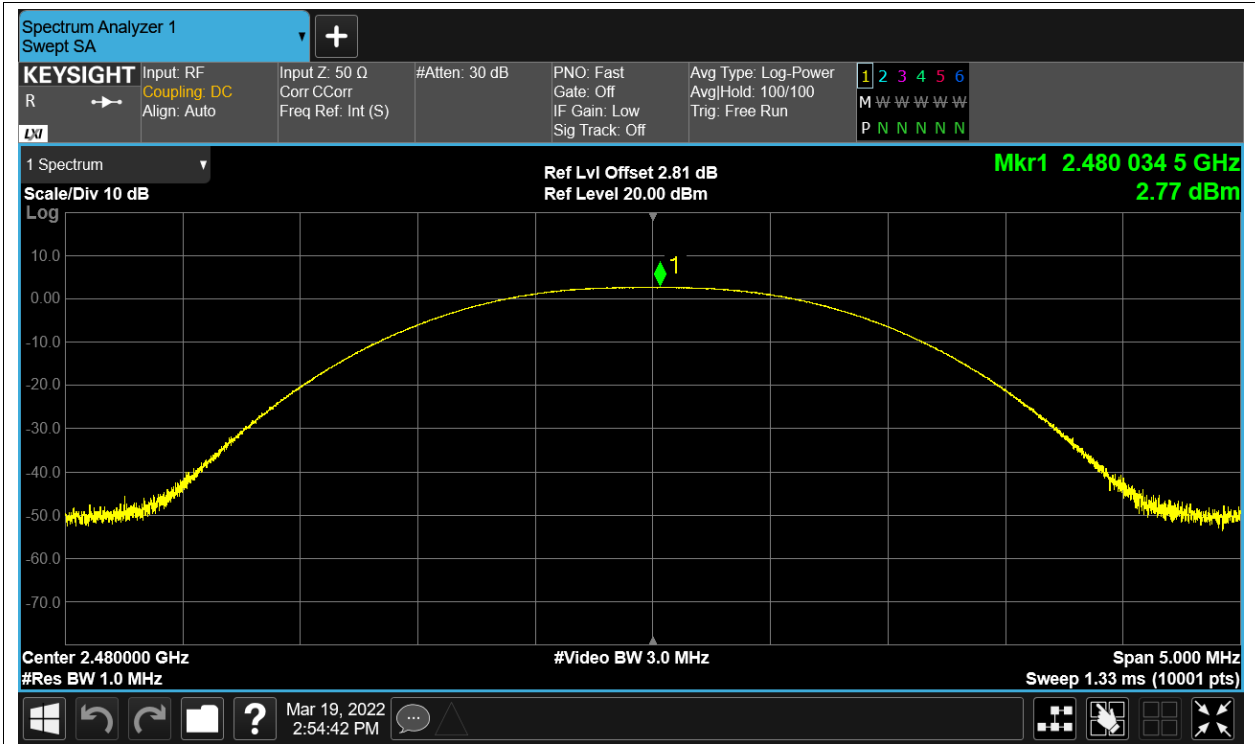 Spectrum Analyzer 1
Swept SA
KEYSIGHT
R
LXI
Input: RF
Coupling: DC
Align: Auto
Input Z: 50 Ω
Corr CCorr
Freq Ref: Int (S)
#Atten: 30 dB
PNO: Fast
Gate: Off
IF Gain: Low
Sig Track: Off
Avg Type: Log-Power
Avg|Hold: 100/100
Trig: Free Run
1 2 3 4 5 6
M W W W W W
P N N N N N
1 Spectrum
Scale/Div 10 dB
Log
Ref Lvl Offset 2.81 dB
Ref Level 20.00 dBm
Mkr1 2.480 034 5 GHz
2.77 dBm
1
10.0
0.00
-10.0
-20.0
-30.0
-40.0
-50.0
-60.0
-70.0
Center 2.480000 GHz
#Video BW 3.0 MHz
Span 5.000 MHz
#Res BW 1.0 MHz
Sweep 1.33 ms (10001 pts)
?
Mar 19, 2022
2:54:42 PM